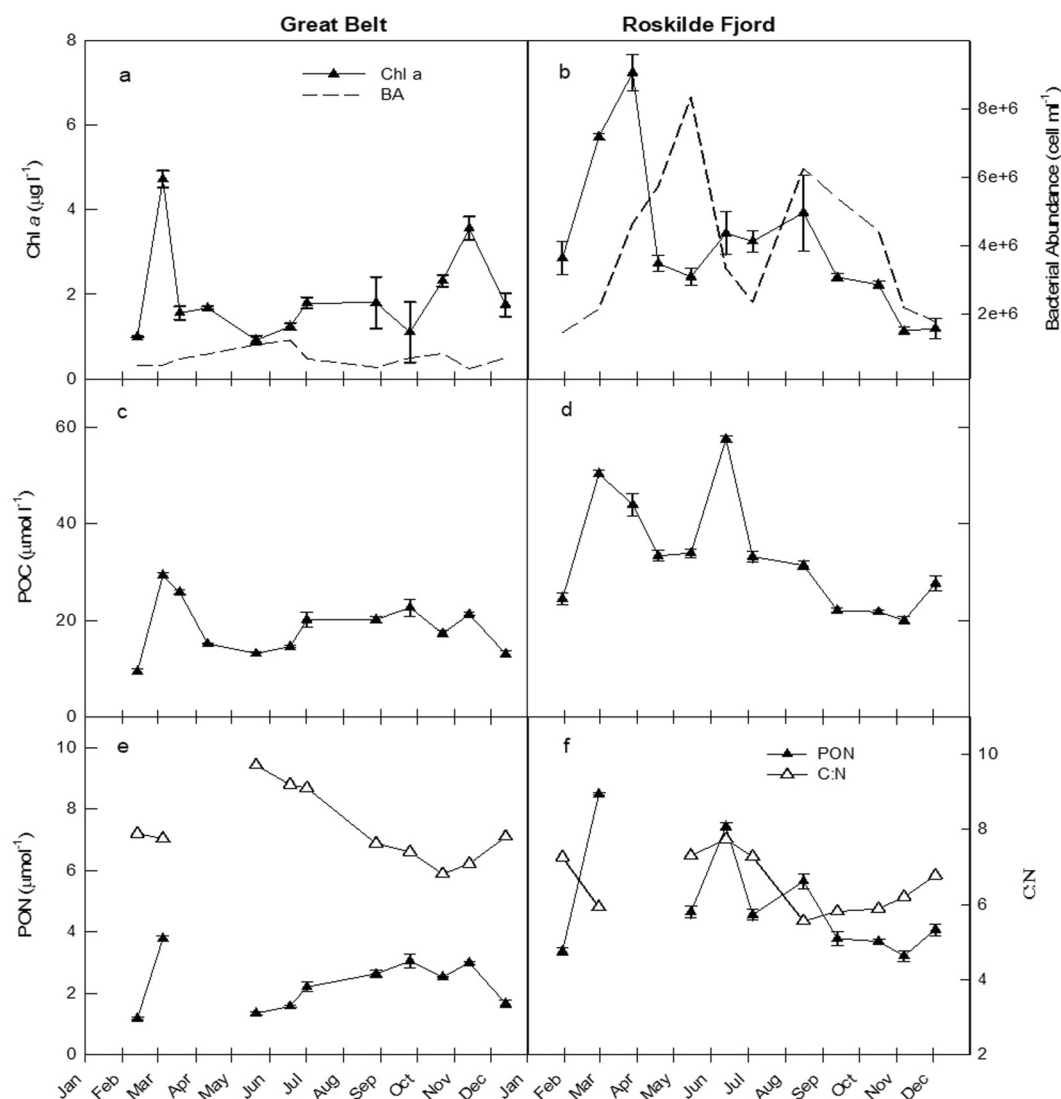 Great Belt
Roskilde Fjord
8
6
4
2
0
Chl a (µg l-1)
a
Chl a
BA
b
8e+6
6e+6
4e+6
2e+6
Bacterial Abundance (cell ml-1)
60
40
20
0
POC (µmol l-1)
c
d
10
8
6
4
2
0
PON (µmol-1)
e
f
PON
C:N
10
8
6
4
2
C:N
Jan
Feb
Mar
Apr
May
Jun
Jul
Aug
Sep
Oct
Nov
Dec
Jan
Feb
Mar
Apr
May
Jun
Jul
Aug
Sep
Oct
Nov
Dec